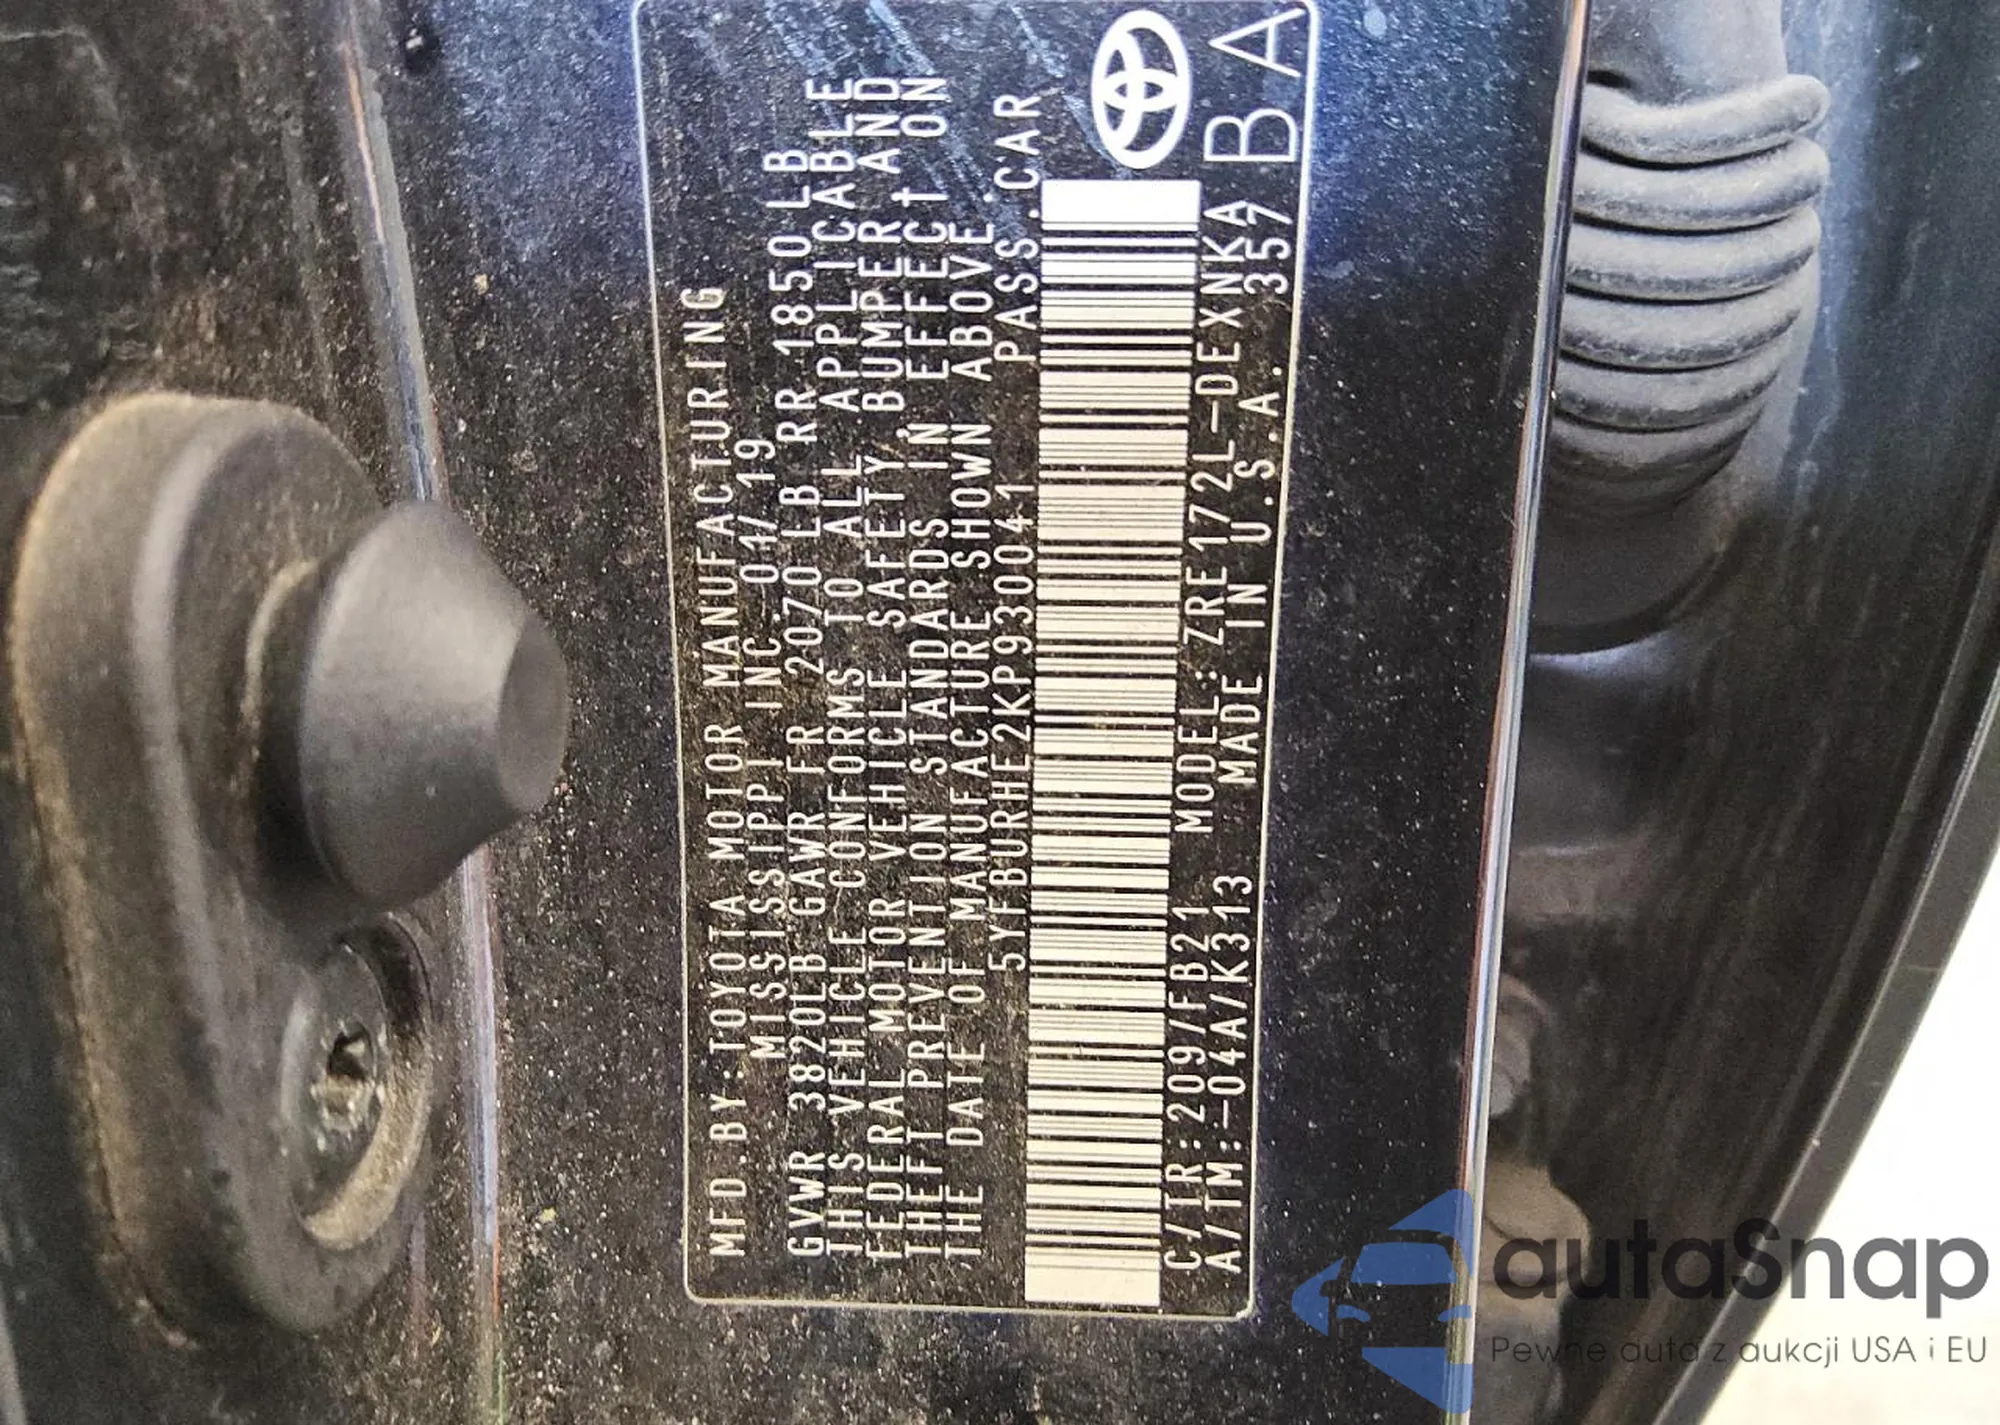 MFD.BY:TOYOTA MOTOR MANUFACTURING
MISSISSIPPI INC 01/19
GVWR 3820LB GAWR FR 2070 LB RR 1850LB
THIS VEHICLE CONFORMS TO ALL APPLICABLE
FEDERAL MOTOR VEHICLE SAFETY, BUMPER AND
THEFT PREVENTION STANDARDS IN EFFECT ON
THE DATE OF MANUFACTURE SHOWN ABOVE.
5YFBURHE2KP930041 PASS.CAR
C/TR:209/FB21 MODEL:ZRE172L-DEXNKA
A/TM:-04A/K313 MADE IN U.S.A. 357
BA
autaSnap
Pewne auta z aukcji USA i EU